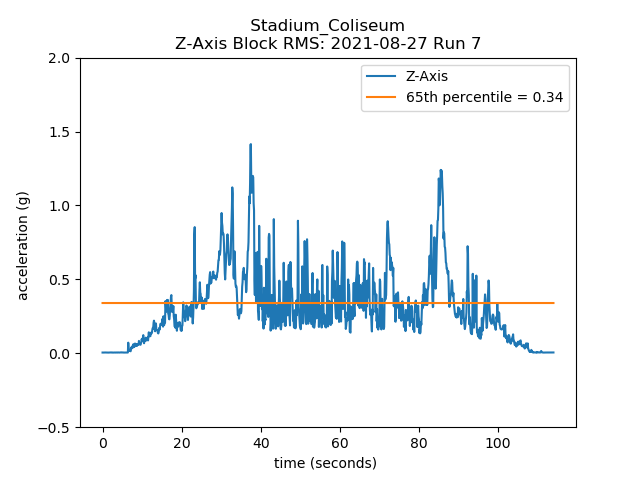 Stadium_Coliseum
Z-Axis Block RMS: 2021-08-27 Run 7
2.0
1.5
1.0
0.5
0.0
−0.5
acceleration (g)
Z-Axis
65th percentile = 0.34
0 20 40 60 80 100
time (seconds)